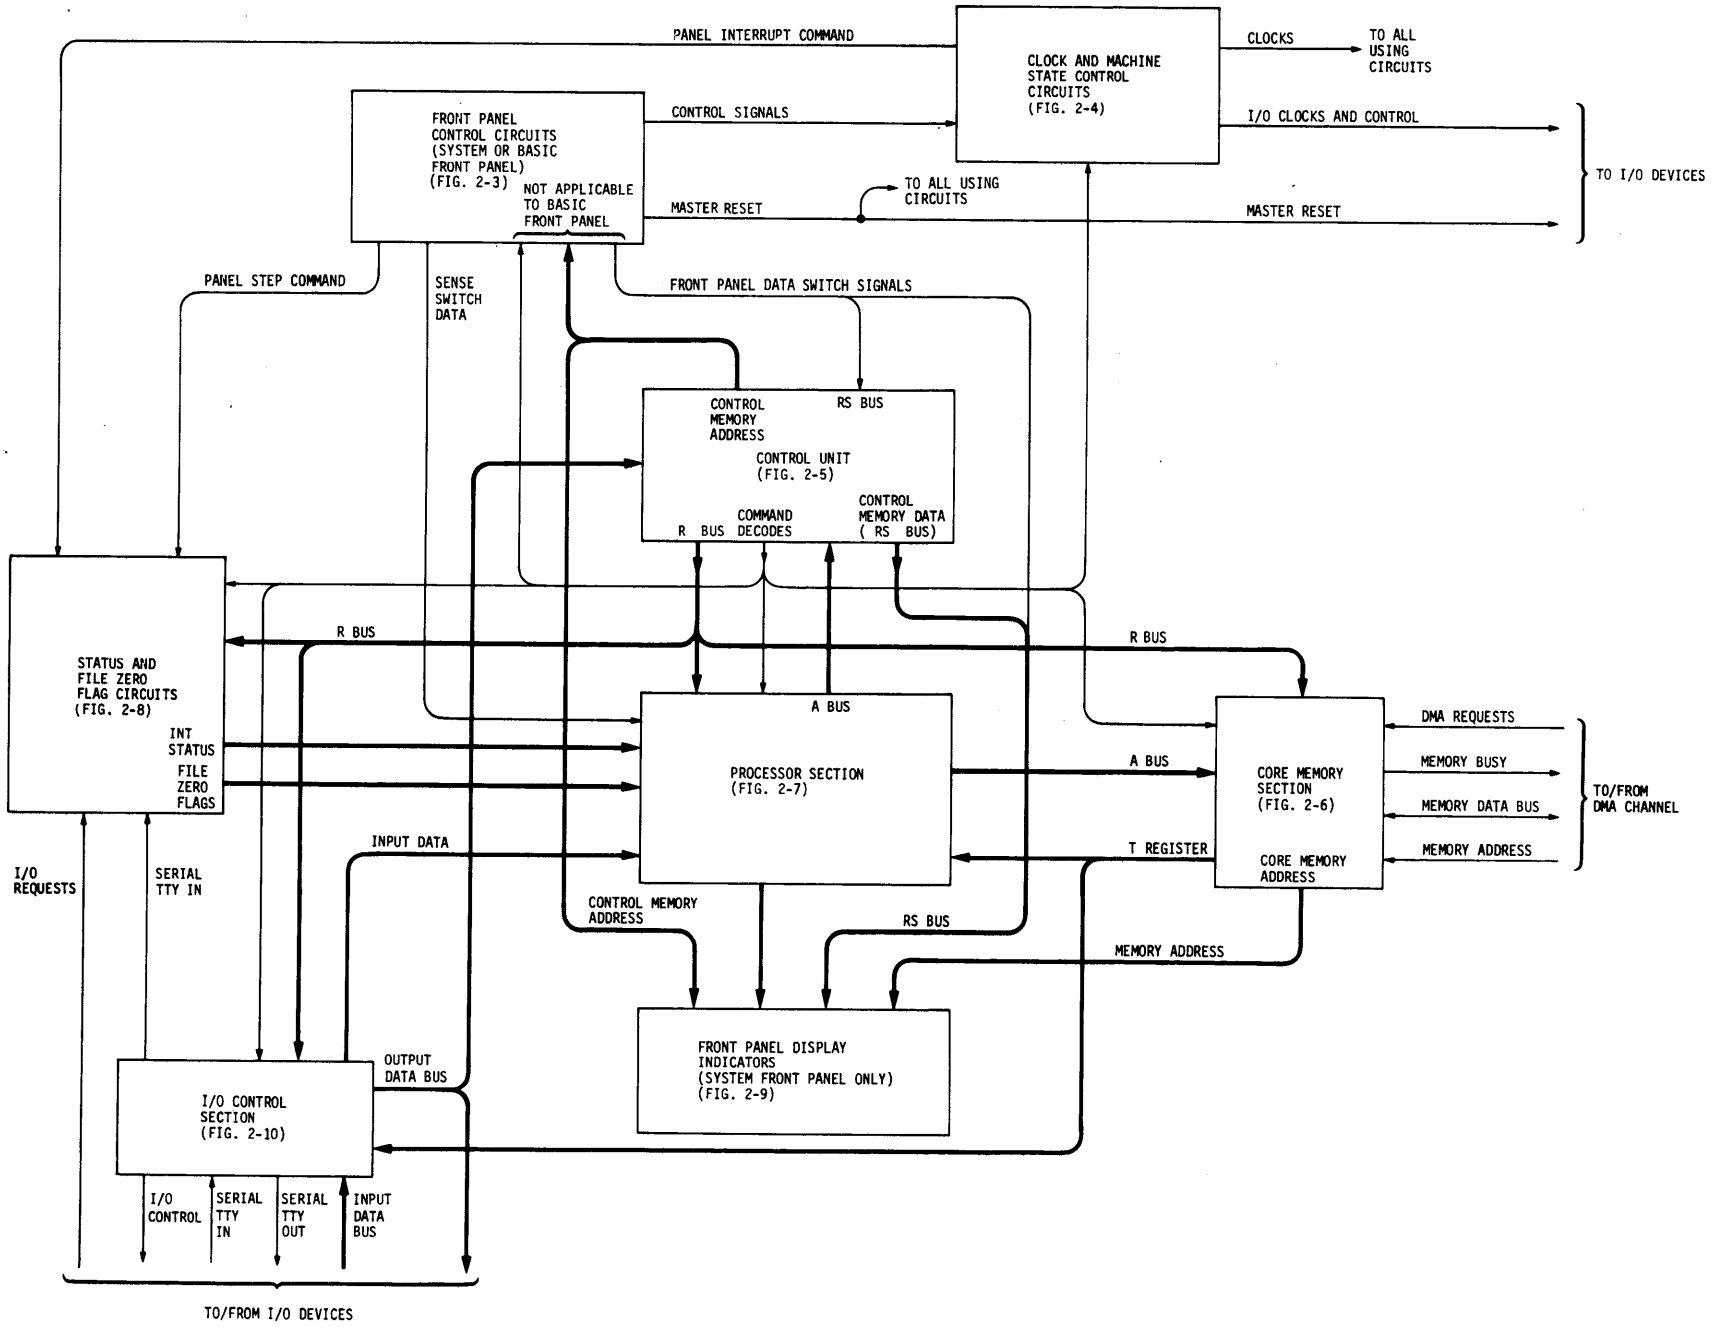 PANEL INTERRUPT COMMAND
CLOCK AND MACHINE
STATE CONTROL
CIRCUITS
(FIG. 2-4)
CLOCKS
TO ALL
USING
CIRCUITS
I/O CLOCKS AND CONTROL
TO I/O DEVICES
FRONT PANEL
CONTROL CIRCUITS
(SYSTEM OR BASIC
FRONT PANEL)
(FIG. 2-3)
NOT APPLICABLE
TO BASIC
FRONT PANEL
CONTROL SIGNALS
TO ALL USING
CIRCUITS
MASTER RESET
MASTER RESET
PANEL STEP COMMAND
SENSE
SWITCH
DATA
FRONT PANEL DATA SWITCH SIGNALS
CONTROL
MEMORY
ADDRESS
RS BUS
CONTROL UNIT
(FIG. 2-5)
R BUS
COMMAND
DECODES
CONTROL
MEMORY DATA
( RS BUS)
R BUS
R BUS
STATUS AND
FILE ZERO
FLAG CIRCUITS
(FIG. 2-8)
INT
STATUS
FILE
ZERO
FLAGS
A BUS
PROCESSOR SECTION
(FIG. 2-7)
A BUS
T REGISTER
CORE MEMORY
SECTION
(FIG. 2-6)
CORE MEMORY
ADDRESS
DMA REQUESTS
MEMORY BUSY
MEMORY DATA BUS
MEMORY ADDRESS
TO/FROM
DMA CHANNEL
I/O
REQUESTS
SERIAL
TTY IN
INPUT DATA
CONTROL MEMORY
ADDRESS
RS BUS
MEMORY ADDRESS
OUTPUT
DATA BUS
FRONT PANEL DISPLAY
INDICATORS
(SYSTEM FRONT PANEL ONLY)
(FIG. 2-9)
I/O CONTROL
SECTION
(FIG. 2-10)
I/O
CONTROL
SERIAL
TTY
IN
SERIAL
TTY
OUT
INPUT
DATA
BUS
TO/FROM I/O DEVICES